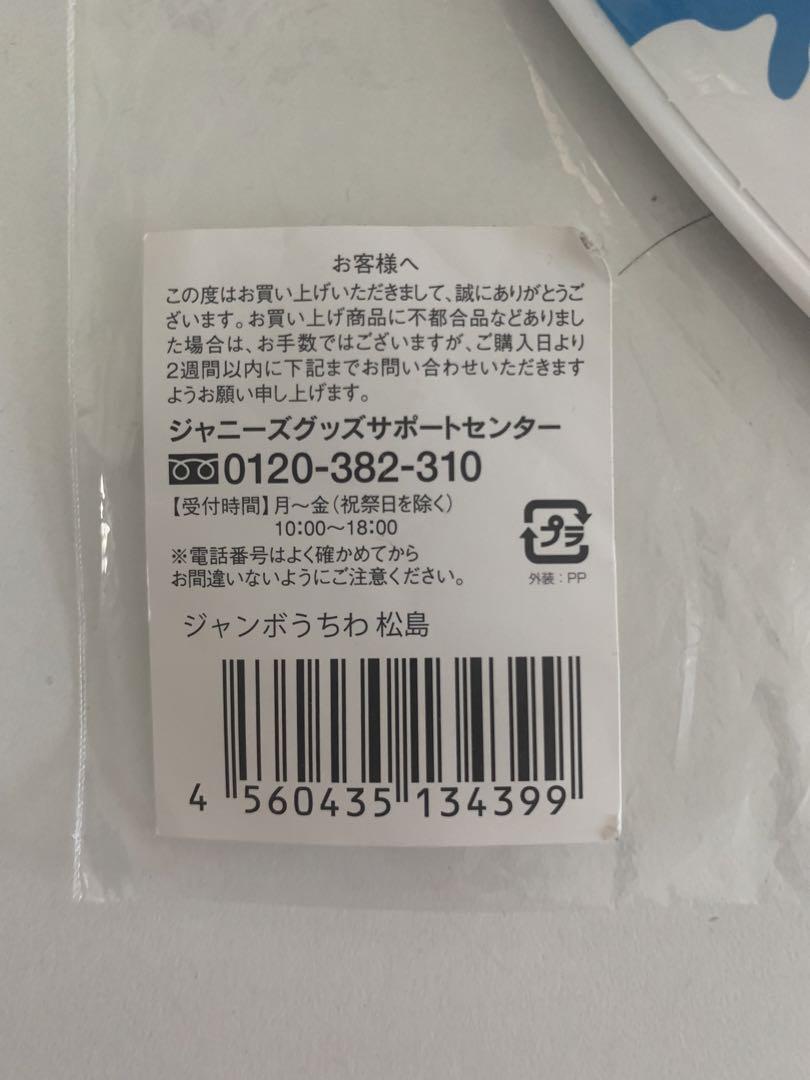 お客様へ
この度はお買い上げいただきまして、誠にありがとうご
ざいます。お買い上げ商品に不都合品などありまし
た場合は、お手数ではございますが、ご購入日より
2週間以内に下記までお問い合わせいただきます
ようお願い申し上げます。
ジャニーズグッズサポートセンター
0120-382-310
【受付時間】月〜金（祝祭日を除く）
10:00〜18:00
※電話番号はよく確かめてから
お間違いないようにご注意ください。
プラ
外装：PP
ジャンボうちわ 松島
4 560435 134399